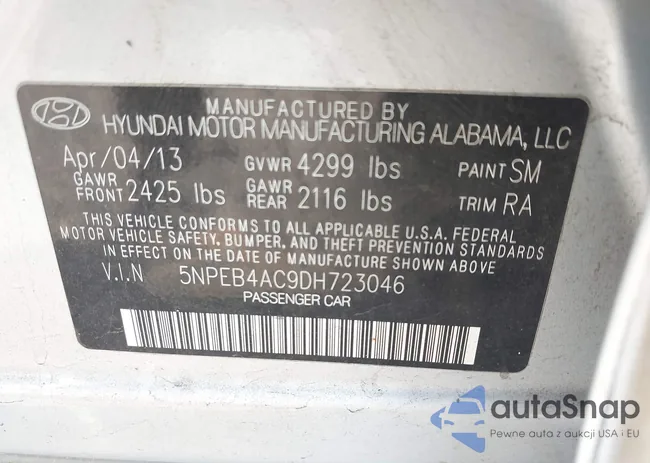 MANUFACTURED BY
HYUNDAI MOTOR MANUFACTURING ALABAMA, LLC
Apr/04/13 GVWR 4299 lbs PAINT SM
GAWR FRONT 2425 lbs GAWR REAR 2116 lbs TRIM RA
THIS VEHICLE CONFORMS TO ALL APPLICABLE U.S.A. FEDERAL
MOTOR VEHICLE SAFETY, BUMPER, AND THEFT PREVENTION STANDARDS
IN EFFECT ON THE DATE OF MANUFACTURE SHOWN ABOVE.
V.I.N 5NPEB4AC9DH723046
PASSENGER CAR
autaSnap
Pewne auta z aukcji USA i EU